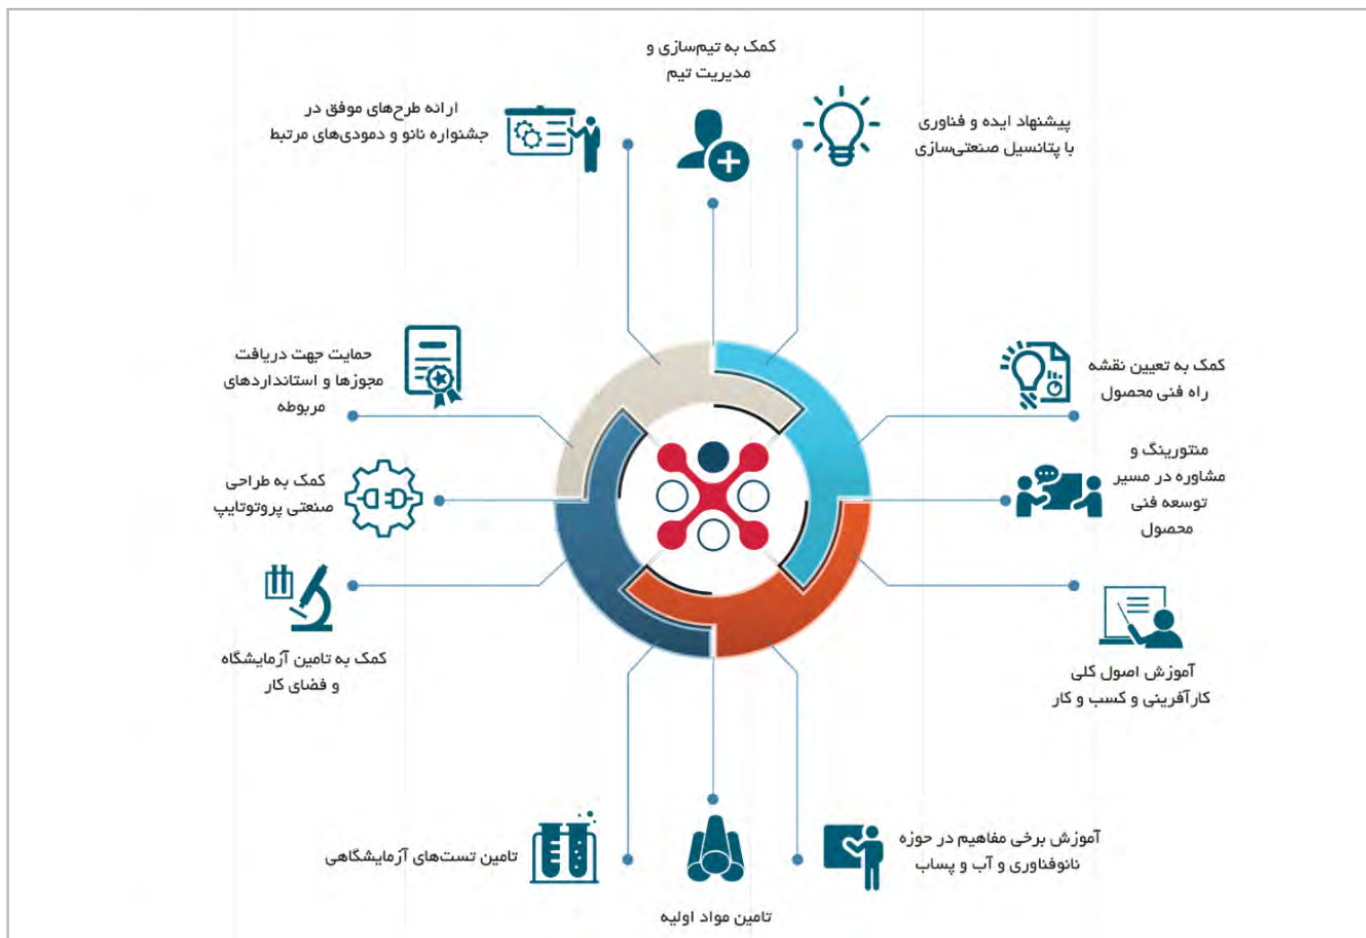 کمک به تیم‌سازی و
مدیریت تیم
پیشنهاد ایده و فناوری
با پتانسیل صنعتی‌سازی
کمک به تعیین نقشه
راه فنی محصول
منتورینگ و
مشاوره در مسیر
توسعه فنی
محصول
آموزش اصول کلی
کارآفرینی و کسب و کار
آموزش برخی مفاهیم در حوزه
نانوفناوری و آب و پساب
تامین مواد اولیه
تامین تست‌های آزمایشگاهی
کمک به تامین آزمایشگاه
و فضای کار
کمک به طراحی
صنعتی پروتوتایپ
حمایت جهت دریافت
مجوزها و استانداردهای
مربوطه
ارائه طرح‌های موفق در
جشنواره نانو و دمودی‌های مرتبط